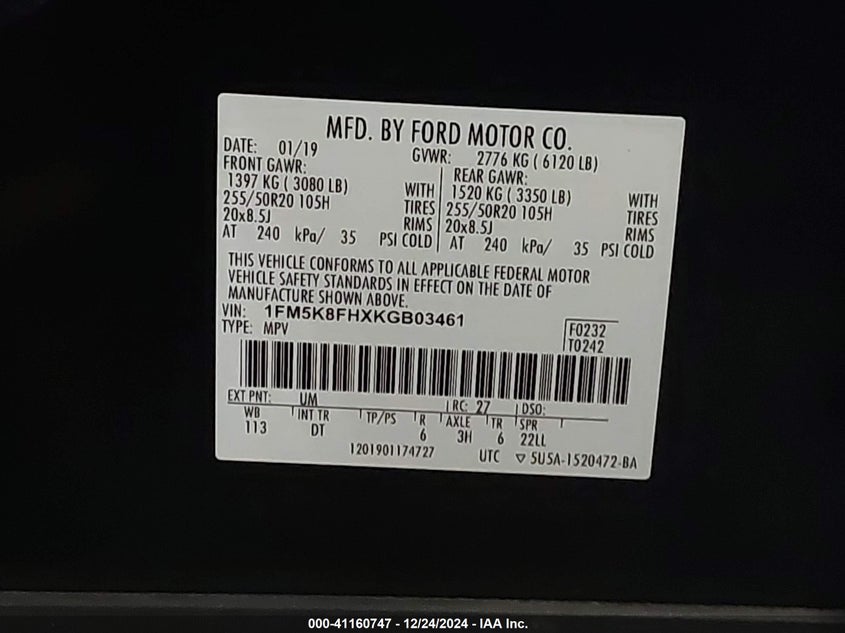 MFD. BY FORD MOTOR CO.
DATE: 01/19 GVWR: 2776 KG ( 6120 LB)
FRONT GAWR: REAR GAWR:
1397 KG ( 3080 LB) WITH 1520 KG ( 3350 LB) WITH
255/50R20 105H TIRES 255/50R20 105H TIRES
20x8.5J RIMS 20x8.5J RIMS
AT 240 kPa/ 35 PSI COLD AT 240 kPa/ 35 PSI COLD
THIS VEHICLE CONFORMS TO ALL APPLICABLE FEDERAL MOTOR
VEHICLE SAFETY STANDARDS IN EFFECT ON THE DATE OF
MANUFACTURE SHOWN ABOVE.
VIN: 1FM5K8FHXKGB03461
TYPE: MPV
F0232
T0242
EXT PNT: UM RC: 27 DSO:
WB INT TR TP/PS R AXLE TR SPR
113 DT 6 3H 6 22LL
1201901174727 UTC ▽ 5U5A-1520472-BA
000-41160747 - 12/24/2024 - IAA Inc.